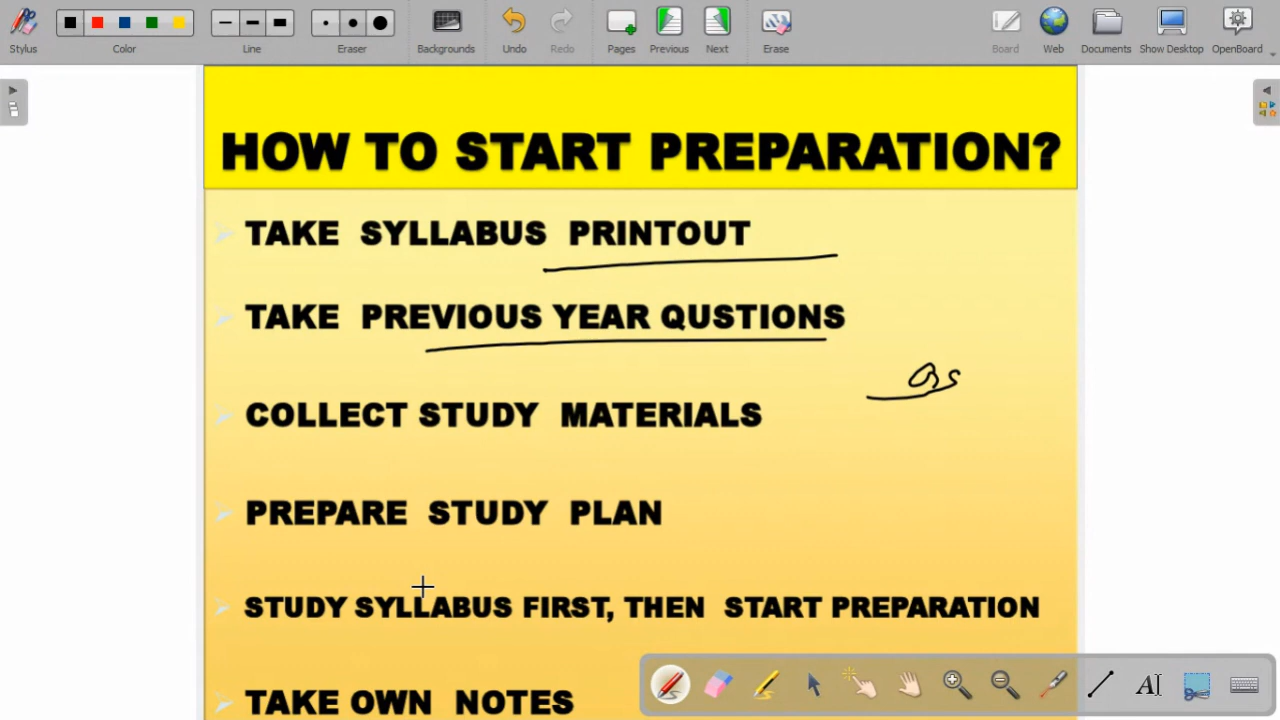 Stylus Color Line Eraser Backgrounds Undo Redo Pages Previous Next Erase Board Web Documents Show Desktop OpenBoard
HOW TO START PREPARATION?
TAKE SYLLABUS PRINTOUT
TAKE PREVIOUS YEAR QUSTIONS
COLLECT STUDY MATERIALS
PREPARE STUDY PLAN
STUDY SYLLABUS FIRST, THEN START PREPARATION
TAKE OWN NOTES